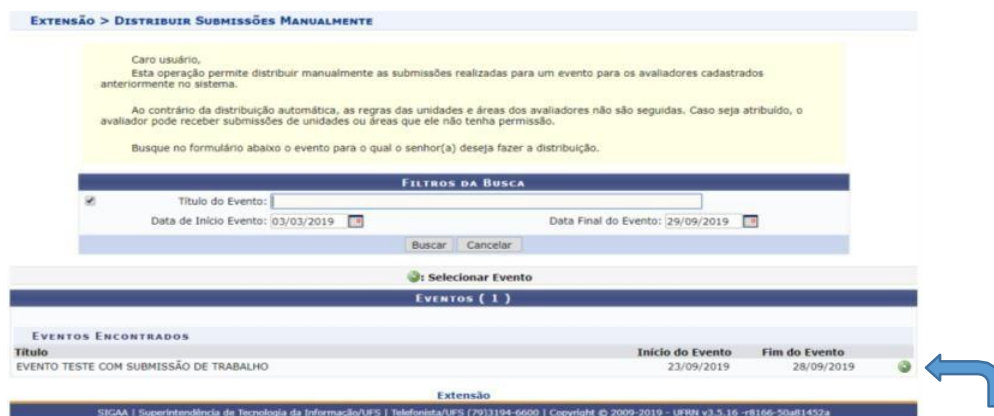 EXTENSÃO > DISTRIBUIR SUBMISSÕES MANUALMENTE
Caro usuário,
Esta operação permite distribuir manualmente as submissões realizadas para um evento para os avaliadores cadastrados
anteriormente no sistema.
Ao contrário da distribuição automática, as regras das unidades e áreas dos avaliadores não são seguidas. Caso seja atribuído, o
avaliador pode receber submissões de unidades ou áreas que ele não tenha permissão.
Busque no formulário abaixo o evento para o qual o senhor(a) deseja fazer a distribuição.
FILTROS DA BUSCA
Título do Evento:
Data de Início Evento: 03/03/2019 Data Final do Evento: 29/09/2019
Buscar Cancelar
: Selecionar Evento
EVENTOS ( 1 )
EVENTOS ENCONTRADOS
Título Início do Evento Fim do Evento
EVENTO TESTE COM SUBMISSÃO DE TRABALHO 23/09/2019 28/09/2019
Extensão
SIGAA | Superintendência de Tecnologia da Informação/UFS | Telefonista/UFS (79)3194-6600 | Copyright © 2009-2019 - UFRN v3.5.16 -r8166-50a81452a